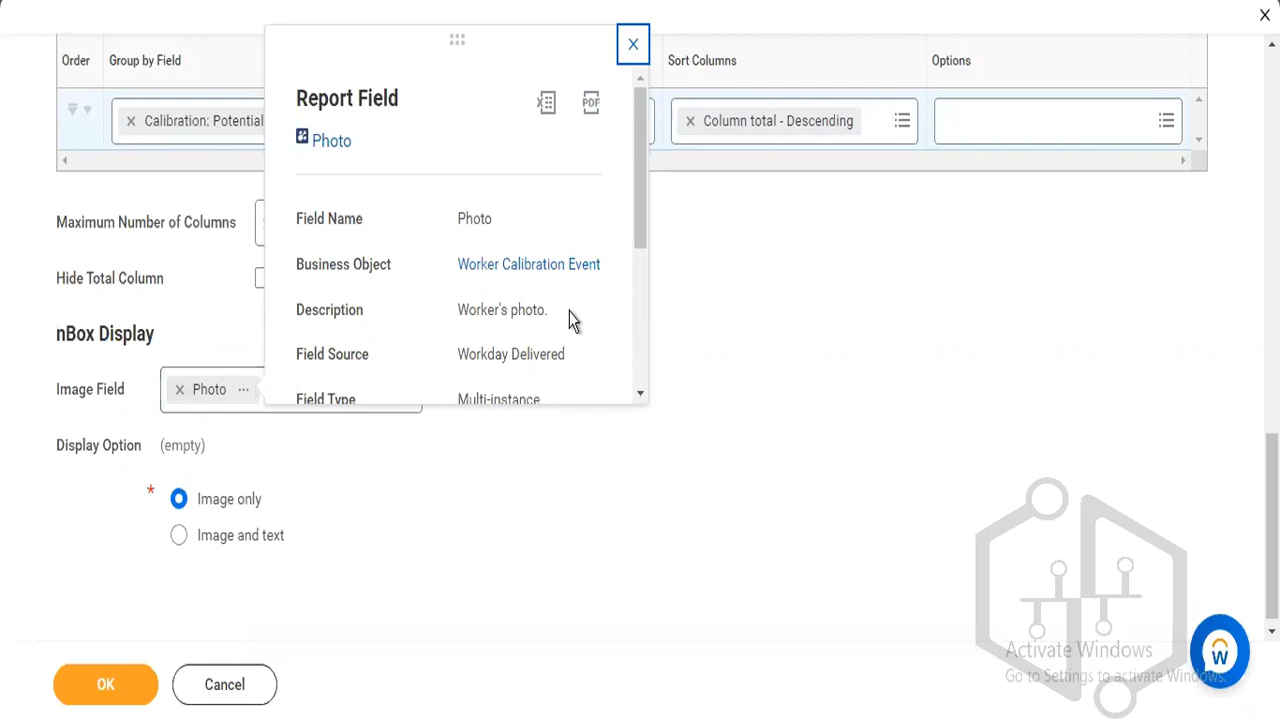 X
Order Group by Field Sort Columns Options
Calibration: Potential Column total - Descending
Report Field
PDF
Photo
Maximum Number of Columns
Hide Total Column
Field Name Photo
Business Object Worker Calibration Event
Description Worker's photo.
Field Source Workday Delivered
Field Type Multi-instance
nBox Display
Image Field Photo
Display Option (empty)
* Image only
Image and text
Activate Windows
Go to Settings to activate Windows.
W
OK Cancel